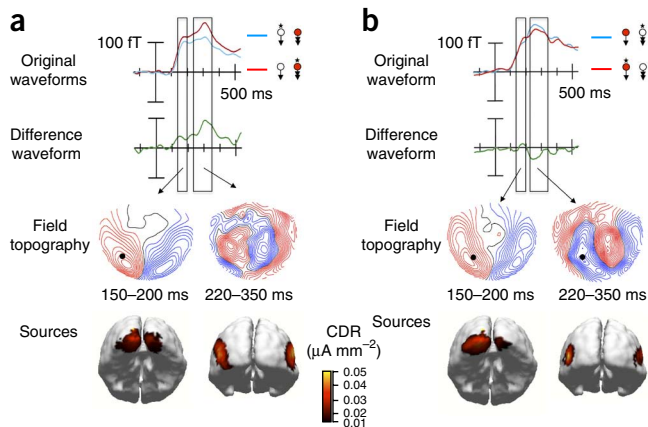 a
100 fT
Original
waveforms
500 ms
Difference
waveform
Field
topography
150–200 ms
220–350 ms
Sources
CDR
(μA mm−2)
0.05
0.04
0.03
0.02
0.01
b
100 fT
Original
waveforms
500 ms
Difference
waveform
Field
topography
150–200 ms
220–350 ms
Sources